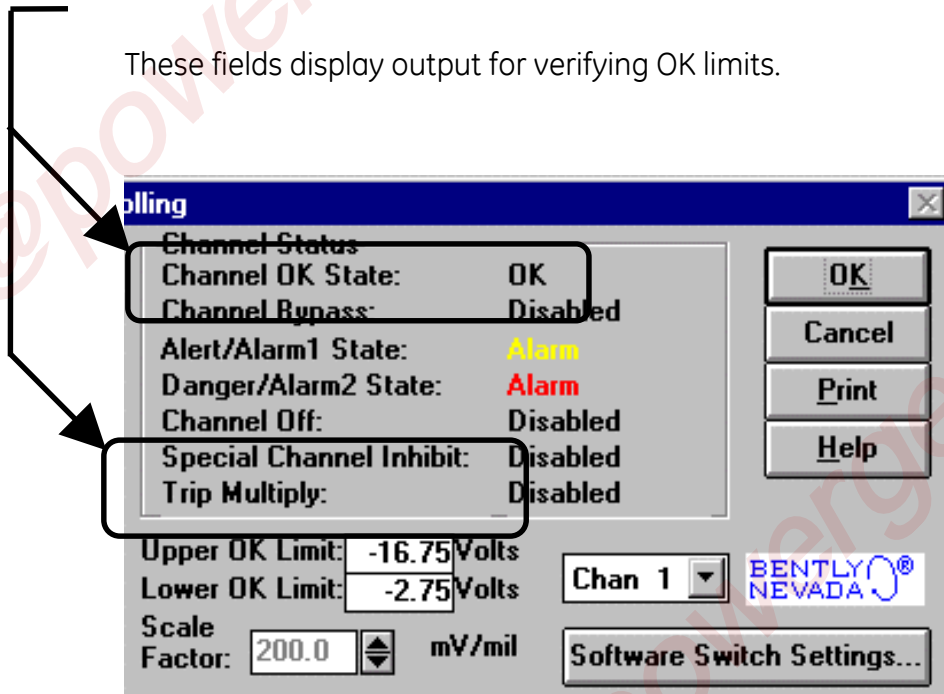 These fields display output for verifying OK limits.
olling
Channel Status
Channel OK State: OK
Channel Bypass: Disabled
Alert/Alarm1 State: Alarm
Danger/Alarm2 State: Alarm
Channel Off: Disabled
Special Channel Inhibit: Disabled
Trip Multiply: Disabled
OK
Cancel
Print
Help
Upper OK Limit: -16.75 Volts
Lower OK Limit: -2.75 Volts
Chan 1
BENTLY ®
NEVADA
Scale
Factor: 200.0 mV/mil
Software Switch Settings...